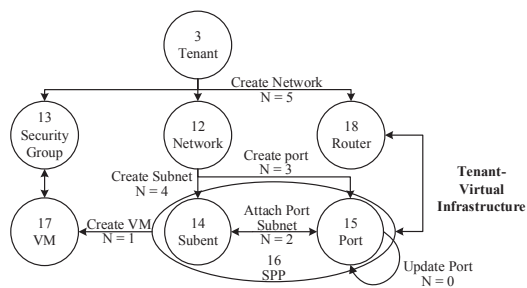 3
Tenant
Create Network
N = 5
13
Security
Group
12
Network
18
Router
Create port
N = 3
Create Subnet
N = 4
Tenant-
Virtual
Infrastructure
17
VM
Create VM
N = 1
14
Subent
Attach Port
Subnet
N = 2
15
Port
16
SPP
Update Port
N = 0